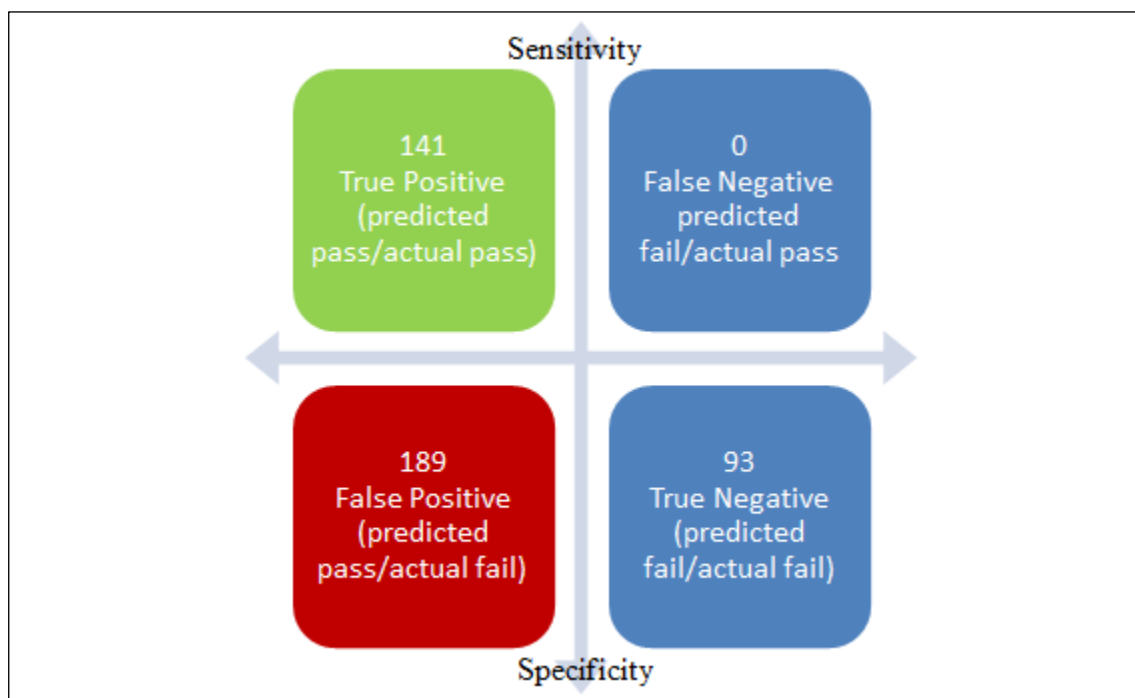 Sensitivity
141
True Positive
(predicted
pass/actual pass)
0
False Negative
predicted
fail/actual pass
189
False Positive
(predicted
pass/actual fail)
93
True Negative
(predicted
fail/actual fail)
Specificity